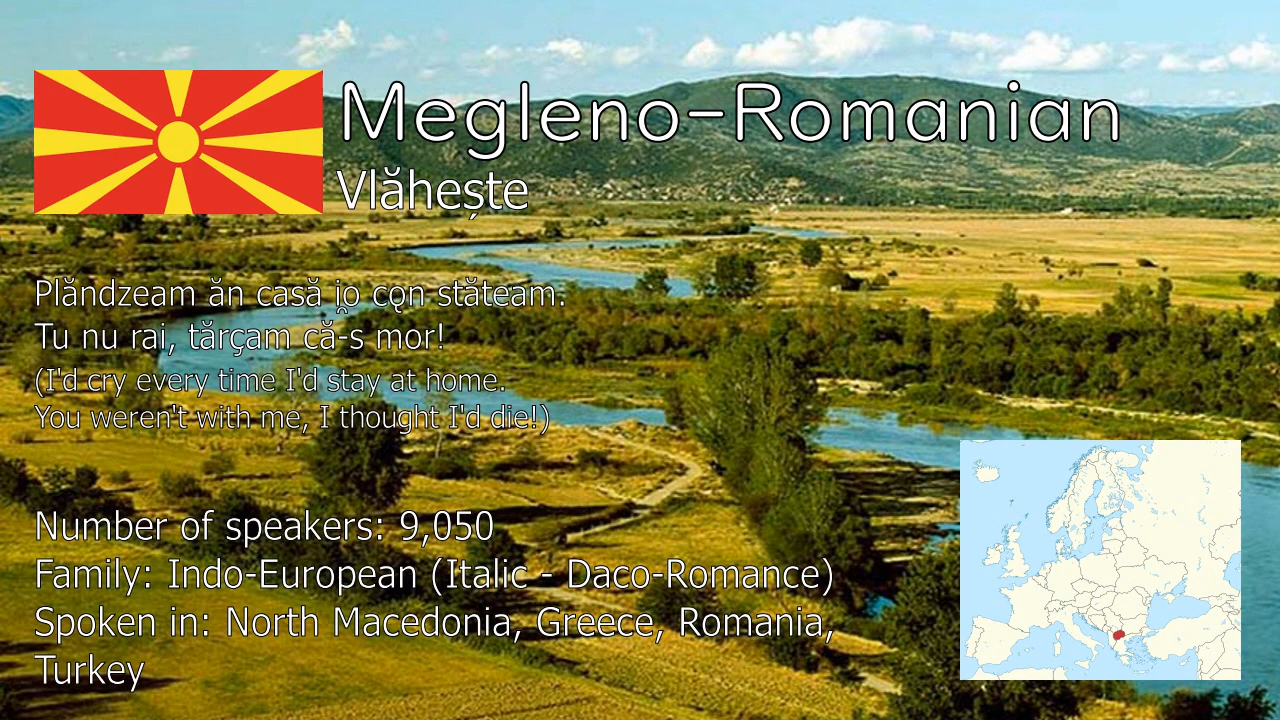 Megleno-Romanian
Vlăhește
Plăndzeam ăn casă i̯o cǫn stăteam.
Tu nu rai, tărçam că-s mor!
(I'd cry every time I'd stay at home.
You weren't with me, I thought I'd die!)
Number of speakers: 9,050
Family: Indo-European (Italic - Daco-Romance)
Spoken in: North Macedonia, Greece, Romania,
Turkey